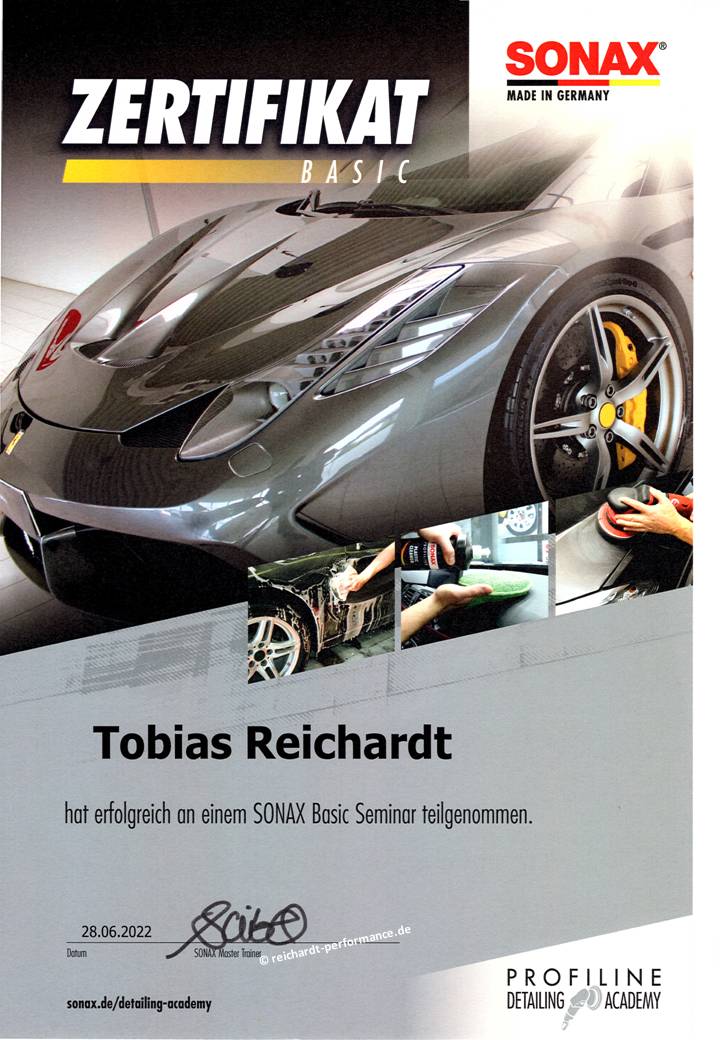 SONAX®
MADE IN GERMANY
ZERTIFIKAT
BASIC
Tobias Reichardt
hat erfolgreich an einem SONAX Basic Seminar teilgenommen.
28.06.2022
Datum
SONAX Master Trainer
© reichardt-performance.de
sonax.de/detailing-academy
PROFILINE
DETAILING ACADEMY